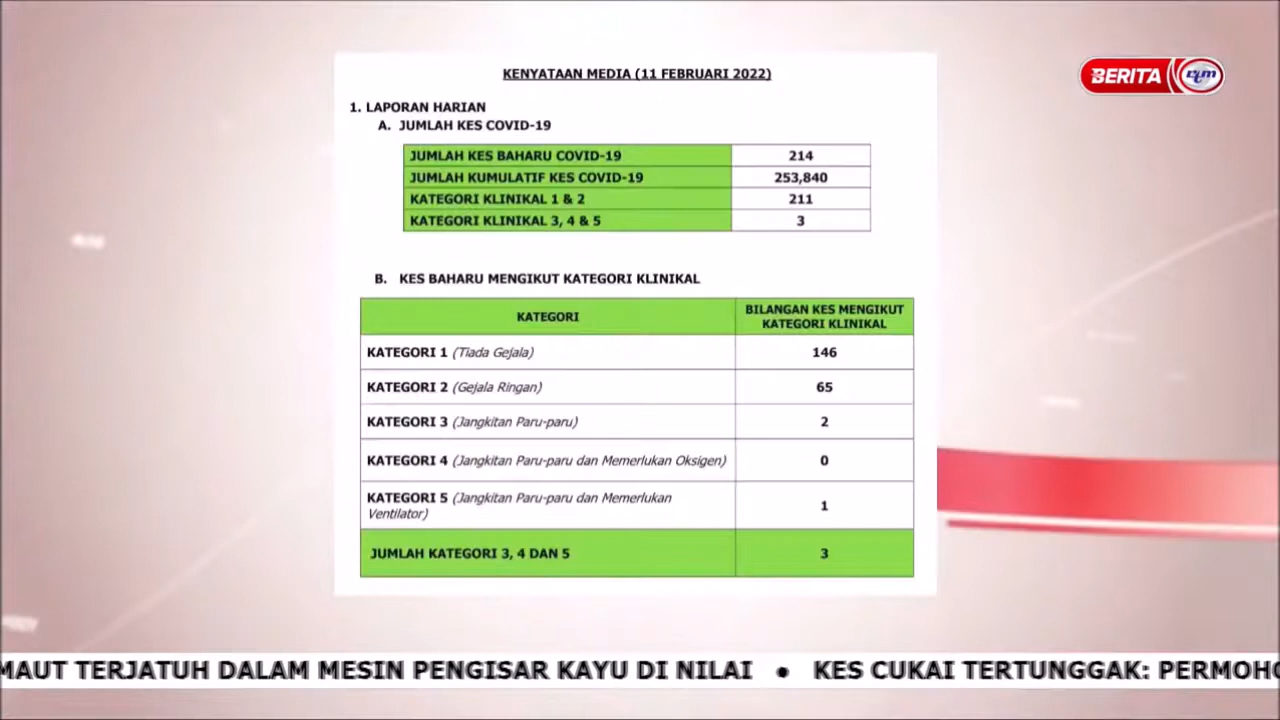 KENYATAAN MEDIA (11 FEBRUARI 2022)
BERITA rtm
1. LAPORAN HARIAN
A. JUMLAH KES COVID-19
JUMLAH KES BAHARU COVID-19 214
JUMLAH KUMULATIF KES COVID-19 253,840
KATEGORI KLINIKAL 1 & 2 211
KATEGORI KLINIKAL 3, 4 & 5 3
B. KES BAHARU MENGIKUT KATEGORI KLINIKAL
KATEGORI
BILANGAN KES MENGIKUT
KATEGORI KLINIKAL
KATEGORI 1 (Tiada Gejala) 146
KATEGORI 2 (Gejala Ringan) 65
KATEGORI 3 (Jangkitan Paru-paru) 2
KATEGORI 4 (Jangkitan Paru-paru dan Memerlukan Oksigen) 0
KATEGORI 5 (Jangkitan Paru-paru dan Memerlukan
Ventilator) 1
JUMLAH KATEGORI 3, 4 DAN 5 3
MAUT TERJATUH DALAM MESIN PENGISAR KAYU DI NILAI • KES CUKAI TERTUNGGAK: PERMOHO